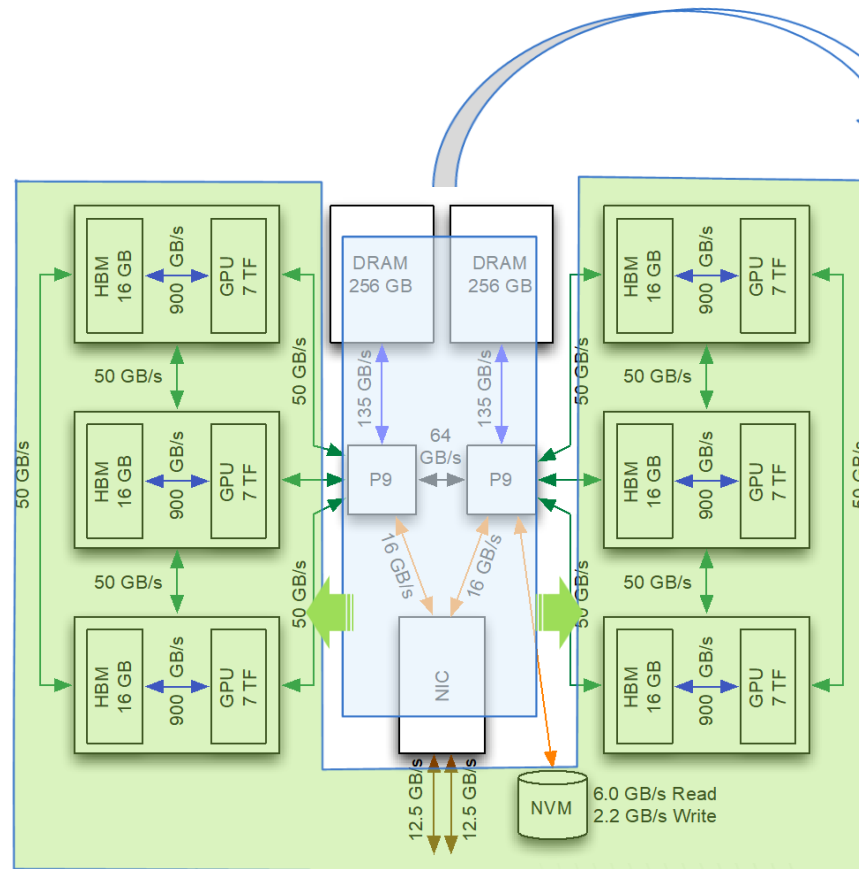 DRAM
256 GB
DRAM
256 GB
HBM
16 GB
900 GB/s
GPU
7 TF
HBM
16 GB
900 GB/s
GPU
7 TF
50 GB/s
50 GB/s
135 GB/s
135 GB/s
50 GB/s
50 GB/s
50 GB/s
HBM
16 GB
900 GB/s
GPU
7 TF
P9
64
GB/s
P9
HBM
16 GB
900 GB/s
GPU
7 TF
50 GB/s
50 GB/s
50 GB/s
50 GB/s
16 GB/s
16 GB/s
50 GB/s
HBM
16 GB
900 GB/s
GPU
7 TF
NIC
HBM
16 GB
900 GB/s
GPU
7 TF
12.5 GB/s
12.5 GB/s
NVM
6.0 GB/s Read
2.2 GB/s Write